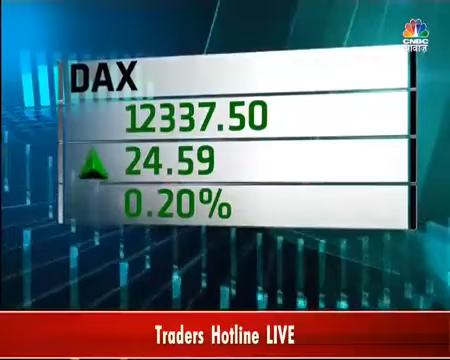 CNBC
आवाज़
DAX
12337.50
24.59
0.20%
Traders Hotline LIVE